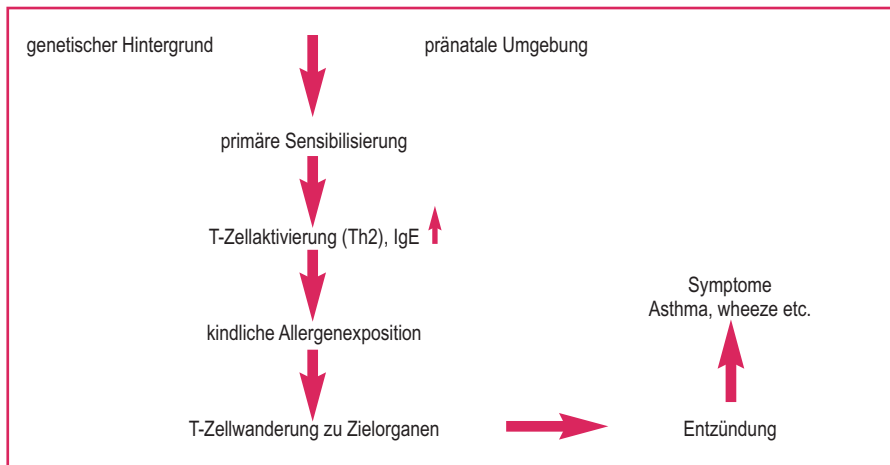 genetischer Hintergrund
pränatale Umgebung
primäre Sensibilisierung
T-Zellaktivierung (Th2), IgE
kindliche Allergenexposition
T-Zellwanderung zu Zielorganen
Entzündung
Symptome
Asthma, wheeze etc.